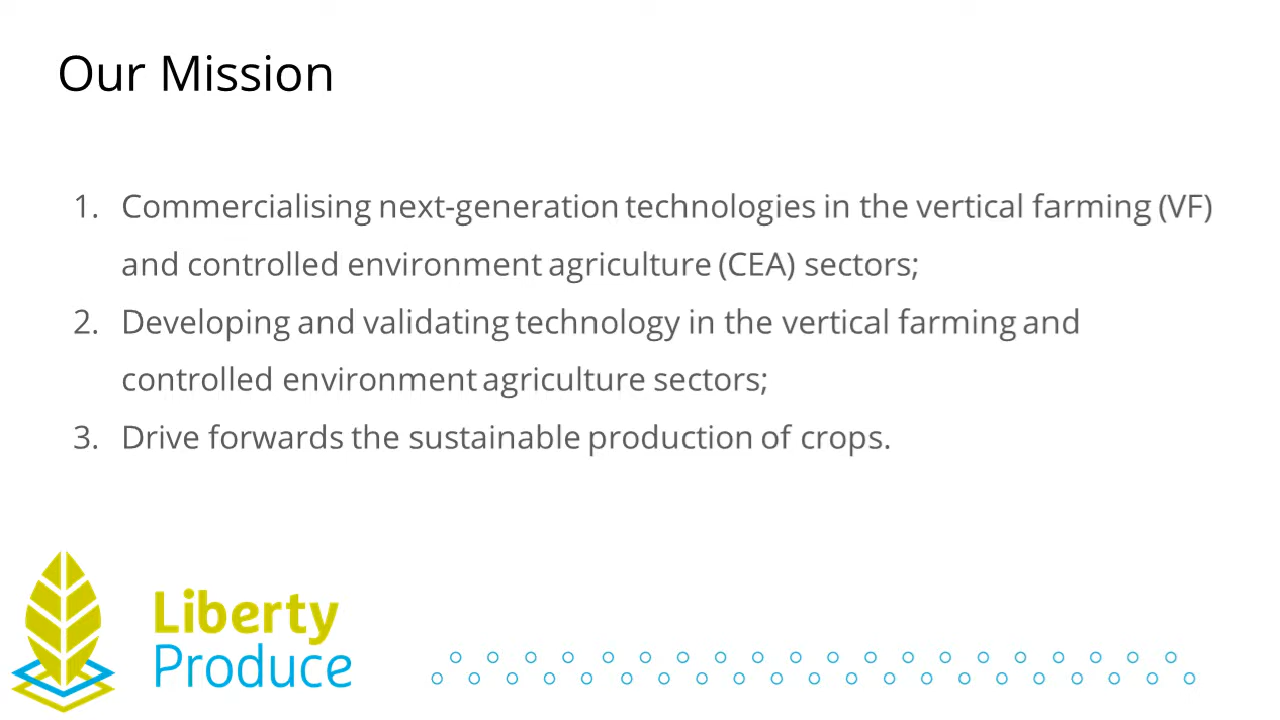 Our Mission
1. Commercialising next-generation technologies in the vertical farming (VF)
and controlled environment agriculture (CEA) sectors;
2. Developing and validating technology in the vertical farming and
controlled environment agriculture sectors;
3. Drive forwards the sustainable production of crops.
Liberty
Produce